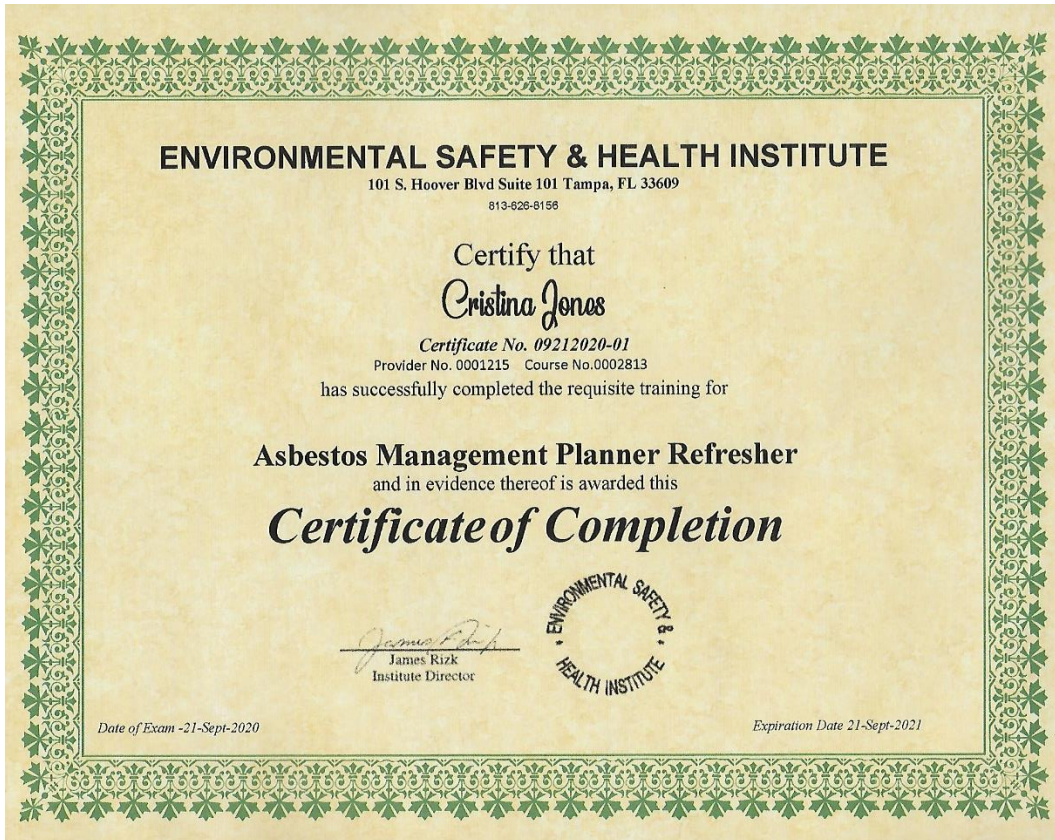 ENVIRONMENTAL SAFETY & HEALTH INSTITUTE
101 S. Hoover Blvd Suite 101 Tampa, FL 33609
813-626-8156
Certify that
Cristina Jones
Certificate No. 09212020-01
Provider No. 0001215 Course No.0002813
has successfully completed the requisite training for
Asbestos Management Planner Refresher
and in evidence thereof is awarded this
Certificate of Completion
ENVIRONMENTAL SAFETY &
HEALTH INSTITUTE
James Rizk
Institute Director
Date of Exam -21-Sept-2020
Expiration Date 21-Sept-2021